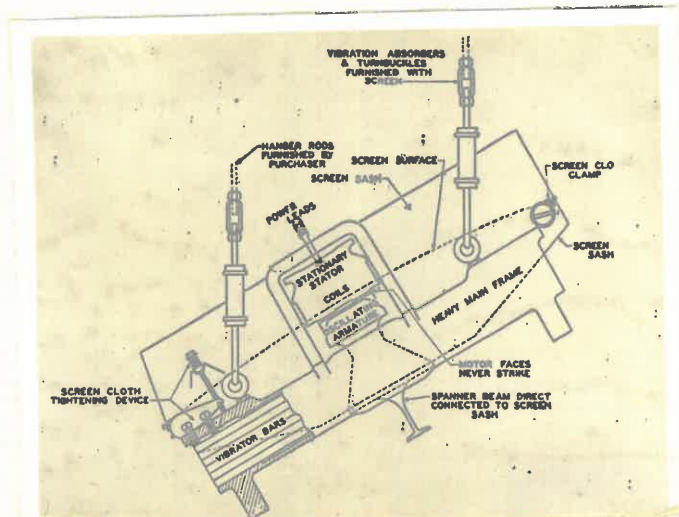 VIBRATION ABSORBERS
& TURNBUCKLES
FURNISHED WITH
SCREEN
HANGER RODS
FURNISHED BY
PURCHASER
SCREEN SURFACE
SCREEN SASH
SCREEN CLO
CLAMP
POWER
LEADS
SCREEN
SASH
STATIONARY
STATOR
COILS
OSCILLATING
ARMATURE
HEAVY MAIN FRAME
MOTOR FACES
NEVER STRIKE
SCREEN CLOTH
TIGHTENING DEVICE
SPANNER BEAM DIRECT
CONNECTED TO SCREEN
SASH
VIBRATOR BARS